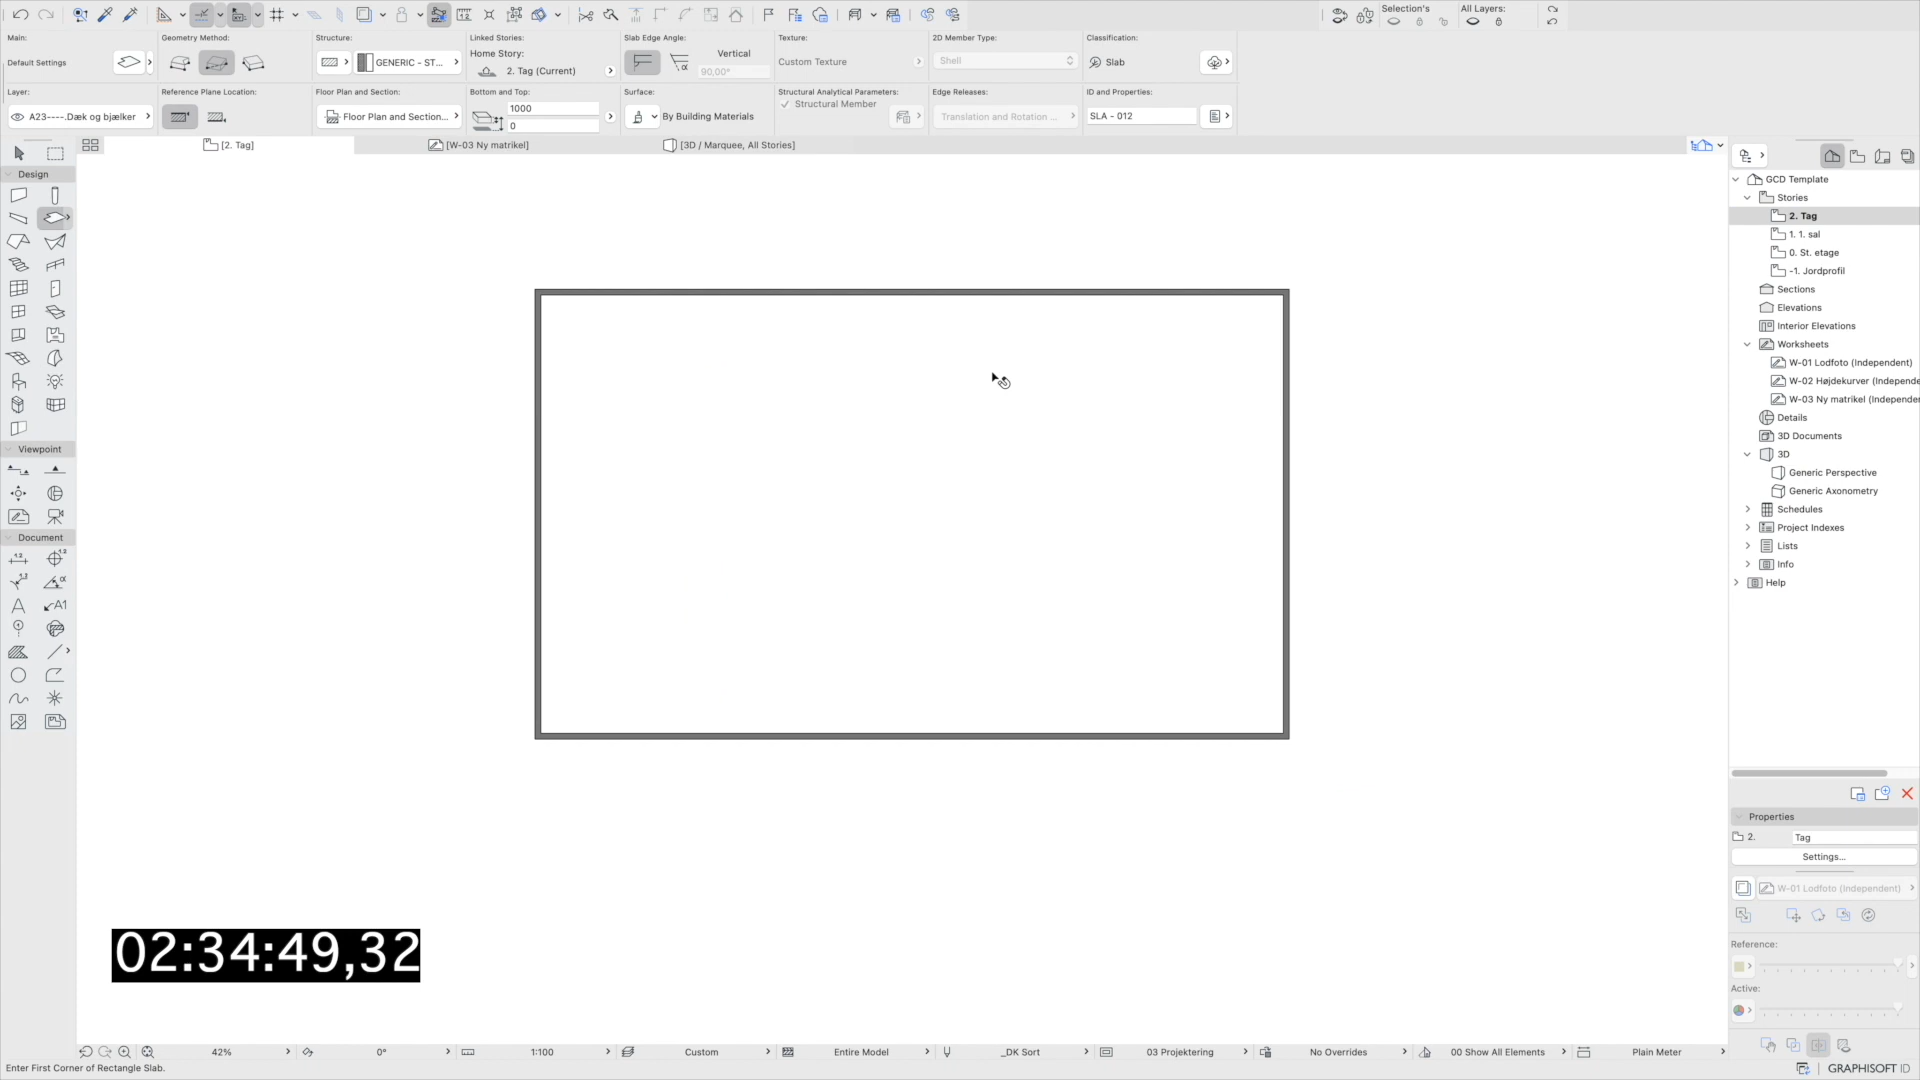 Selection's
All Layers:
Main:
Default Settings
Geometry Method:
Structure:
GENERIC - ST...
Linked Stories:
Home Story:
2. Tag (Current)
Slab Edge Angle:
Vertical
90,00°
Texture:
Custom Texture
2D Member Type:
Shell
Classification:
Slab
Layer:
A23----.Dæk og bjælker
Reference Plane Location:
Floor Plan and Section:
Floor Plan and Section...
Bottom and Top:
1000
0
Surface:
By Building Materials
Structural Analytical Parameters:
Structural Member
Edge Releases:
Translation and Rotation ...
ID and Properties:
SLA - 012
[2. Tag]
[W-03 Ny matrikel]
[3D / Marquee, All Stories]
Design
Viewpoint
Document
GCD Template
Stories
2. Tag
1. 1. sal
0. St. etage
-1. Jordprofil
Sections
Elevations
Interior Elevations
Worksheets
W-01 Lodfoto (Independent)
W-02 Højdekurver (Independe
W-03 Ny matrikel (Independen
Details
3D Documents
3D
Generic Perspective
Generic Axonometry
Schedules
Project Indexes
Lists
Info
Help
Properties
2.
Tag
Settings...
W-01 Lodfoto (Independent)
Reference:
Active:
02:34:49,32
42%
0°
1:100
Custom
Entire Model
_DK Sort
03 Projektering
No Overrides
00 Show All Elements
Plain Meter
Enter First Corner of Rectangle Slab.
GRAPHISOFT ID